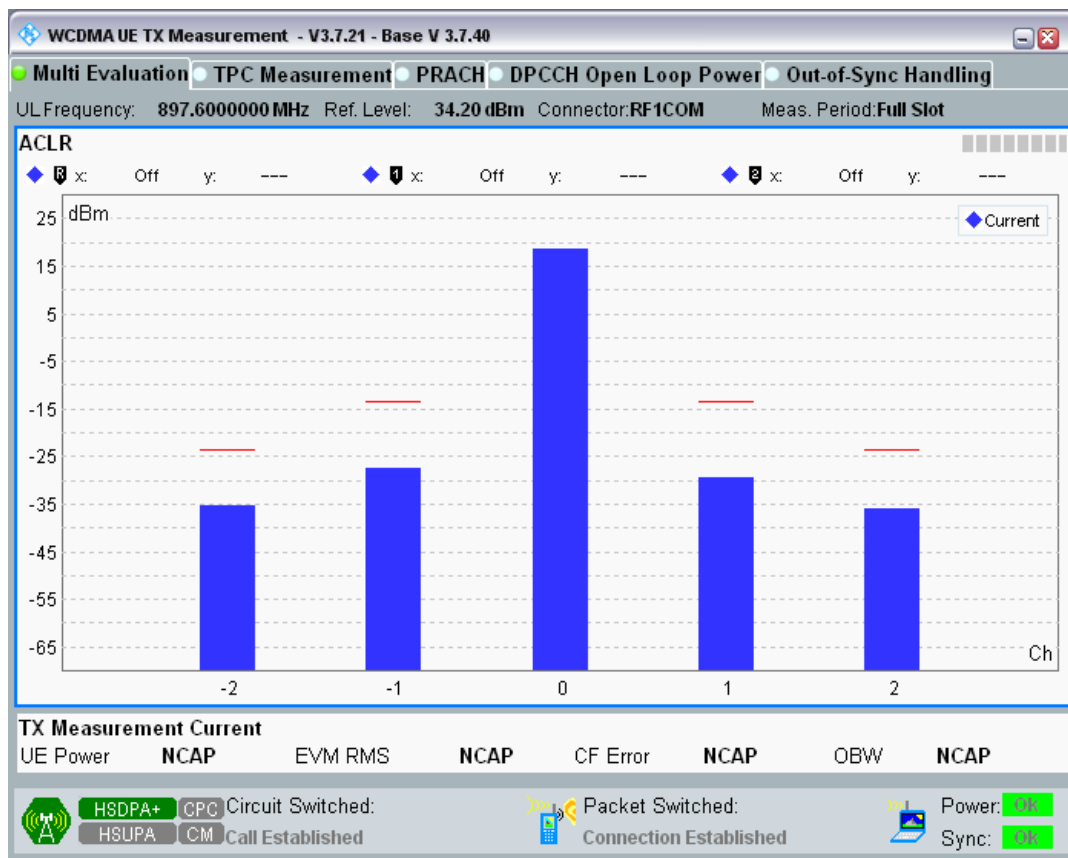 WCDMA UE TX Measurement - V3.7.21 - Base V 3.7.40
Multi Evaluation TPC Measurement PRACH DPCCH Open Loop Power Out-of-Sync Handling
UL Frequency: 897.6000000 MHz Ref. Level: 34.20 dBm Connector:RF1COM Meas. Period:Full Slot
ACLR
R x: Off y: --- 1 x: Off y: --- 2 x: Off y: ---
dBm
Current
25
15
5
-5
-15
-25
-35
-45
-55
-65
Ch
-2 -1 0 1 2
TX Measurement Current
UE Power NCAP EVM RMS NCAP CF Error NCAP OBW NCAP
HSDPA+ CPC Circuit Switched: Packet Switched: Power: OK
HSUPA CM Call Established Connection Established Sync: OK